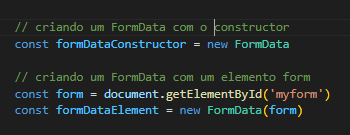 // criando um FormData com o constructor
const formDataConstructor = new FormData
// criando um FormData com um elemento form
const form = document.getElementById('myform')
const formDataElement = new FormData(form)